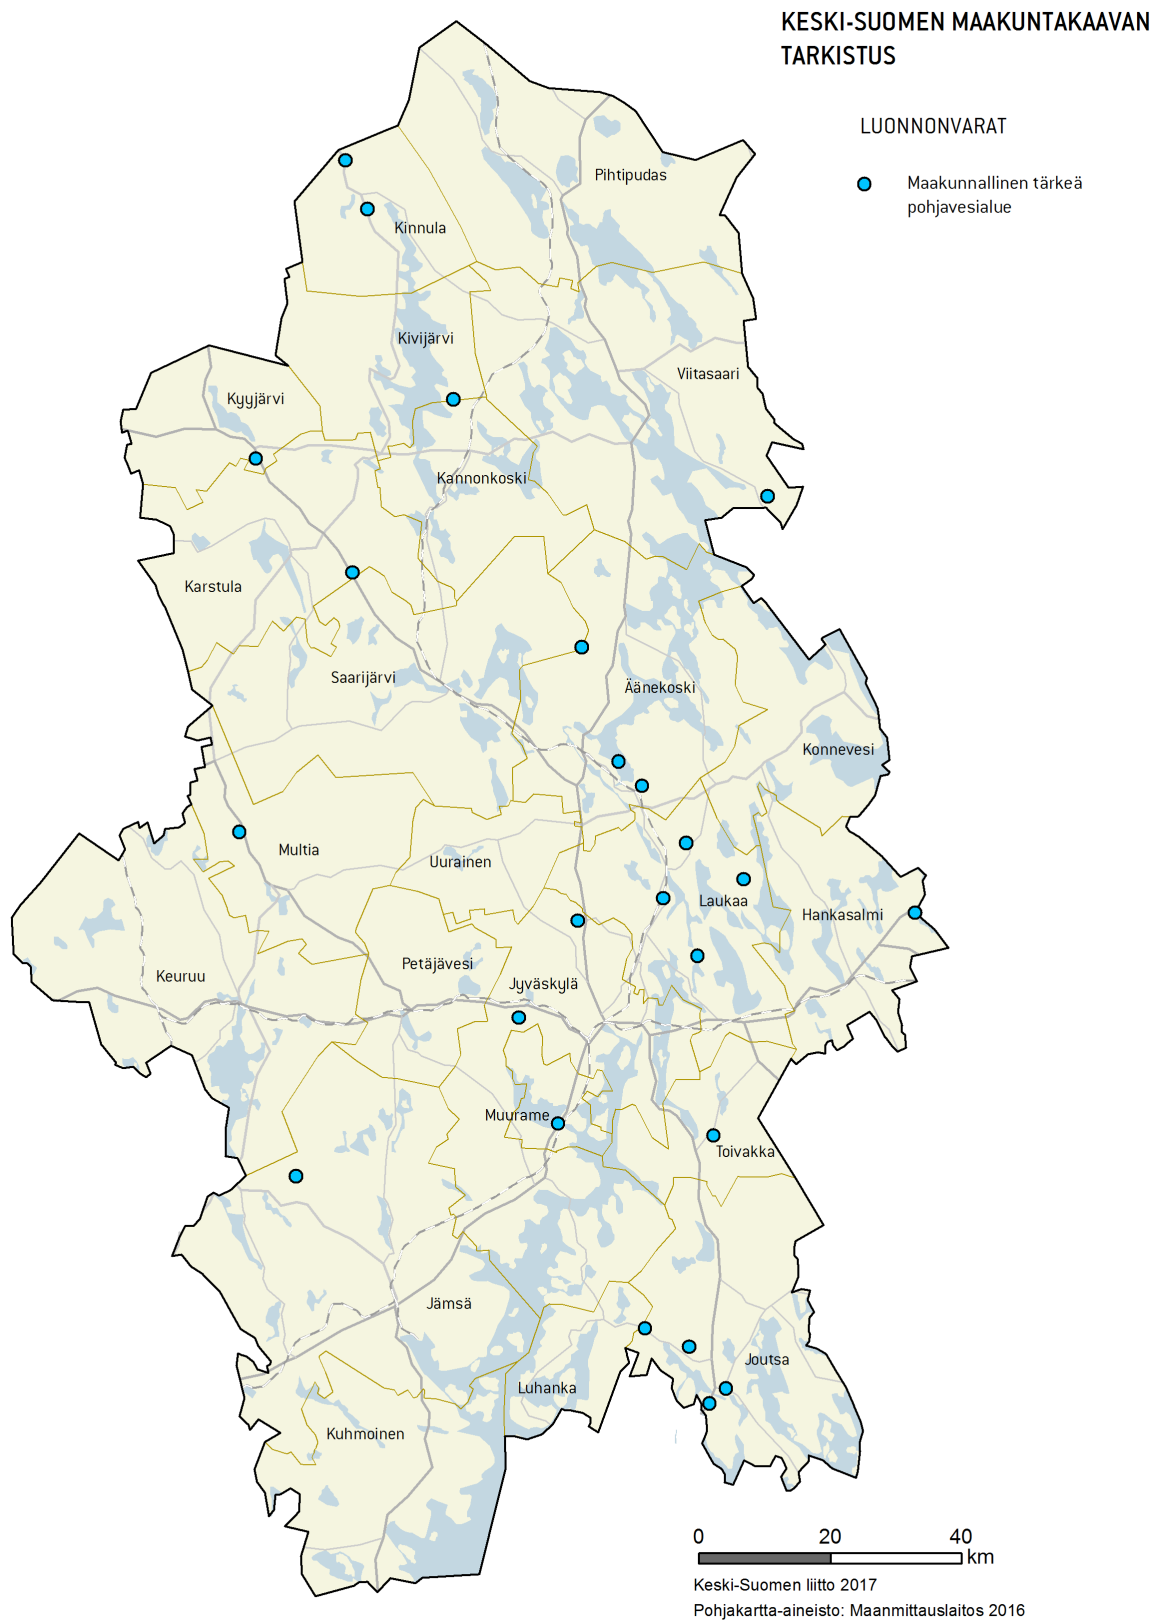 KESKI-SUOMEN MAAKUNTAKAAVAN
TARKISTUS
LUONNONVARAT
Maakunnallinen tärkeä
pohjavesialue
Pihtipudas
Kinnula
Kivijärvi
Viitasaari
Kyyjärvi
Kannonkoski
Karstula
Saarijärvi
Äänekoski
Konnevesi
Multia
Uurainen
Laukaa
Hankasalmi
Petäjävesi
Keuruu
Jyväskylä
Muurame
Toivakka
Jämsä
Joutsa
Luhanka
Kuhmoinen
0 20 40
km
Keski-Suomen liitto 2017
Pohjakartta-aineisto: Maanmittauslaitos 2016